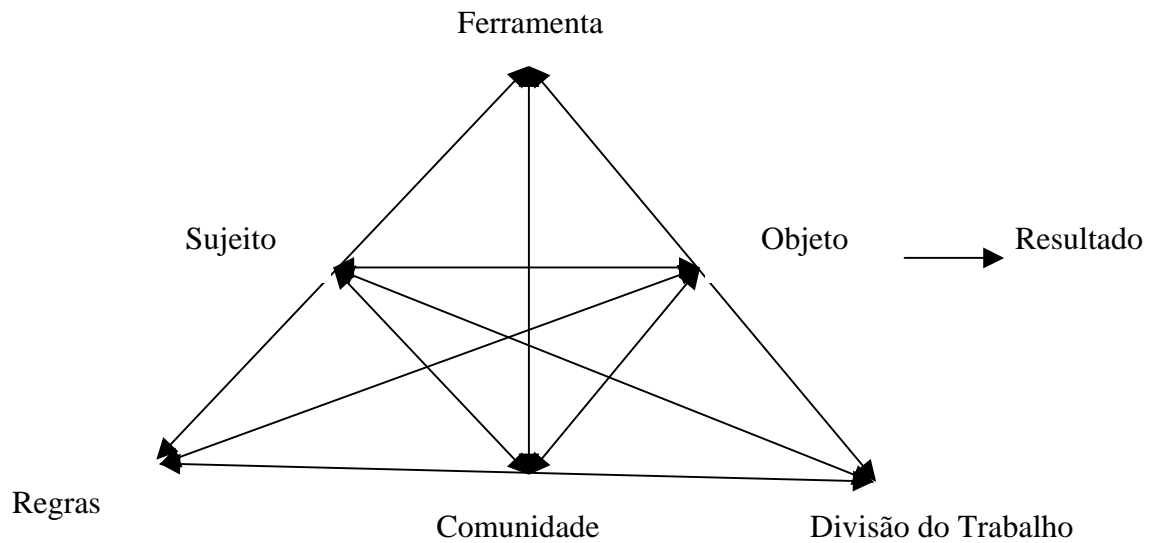 Ferramenta
Sujeito
Objeto
Resultado
Regras
Comunidade
Divisão do Trabalho